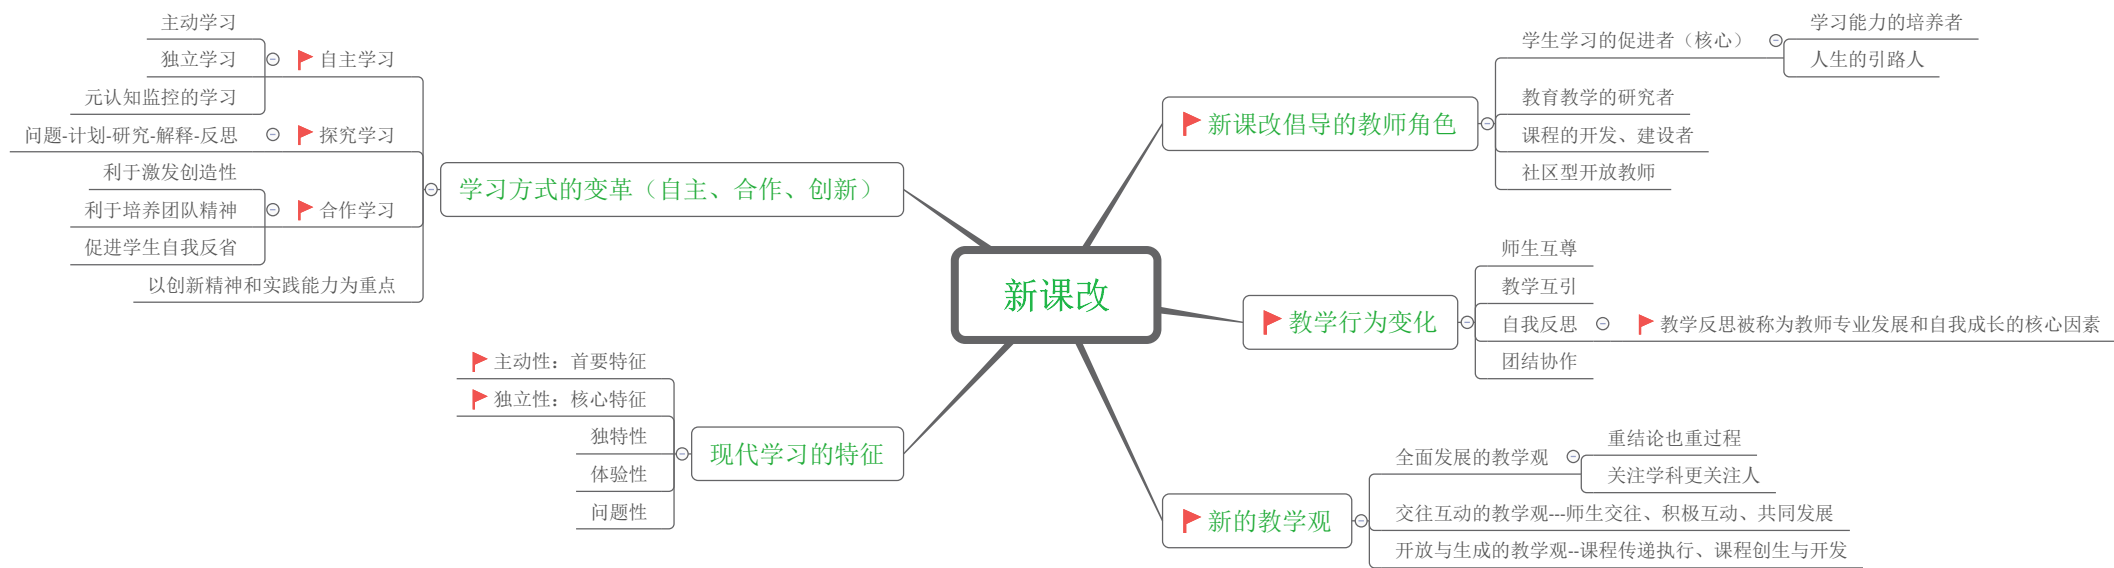 新课改
新课改倡导的教师角色
学生学习的促进者（核心）
学习能力的培养者
人生的引路人
教育教学的研究者
课程的开发、建设者
社区型开放教师
教学行为变化
师生互尊
教学互引
自我反思
教学反思被称为教师专业发展和自我成长的核心因素
团结协作
新的教学观
全面发展的教学观
重结论也重过程
关注学科更关注人
交往互动的教学观---师生交往、积极互动、共同发展
开放与生成的教学观--课程传递执行、课程创生与开发
学习方式的变革（自主、合作、创新）
自主学习
主动学习
独立学习
元认知监控的学习
探究学习
问题-计划-研究-解释-反思
合作学习
利于激发创造性
利于培养团队精神
促进学生自我反省
以创新精神和实践能力为重点
现代学习的特征
主动性：首要特征
独立性：核心特征
独特性
体验性
问题性